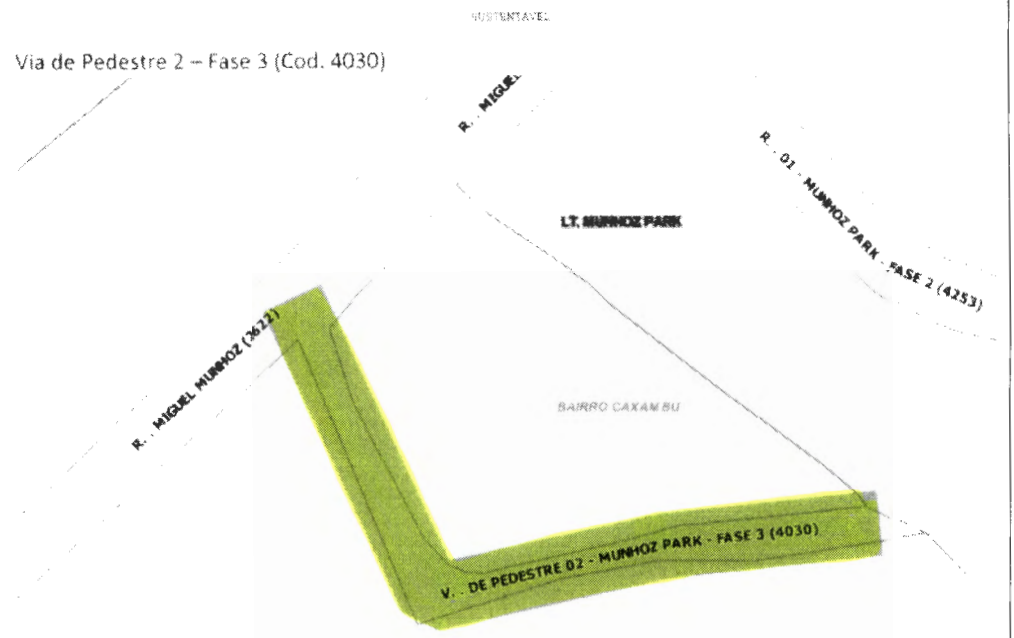 SUSTENTAVEL
Via de Pedestre 2 – Fase 3 (Cod. 4030)
R. . MIGUEL
R. . 01 - MUNHOZ PARK - FASE 2 (4253)
LT. MUNHOZ PARK
R. . MIGUEL MUNHOZ (2622)
BAIRRO CAXAMBU
V. . DE PEDESTRE 02 - MUNHOZ PARK - FASE 3 (4030)